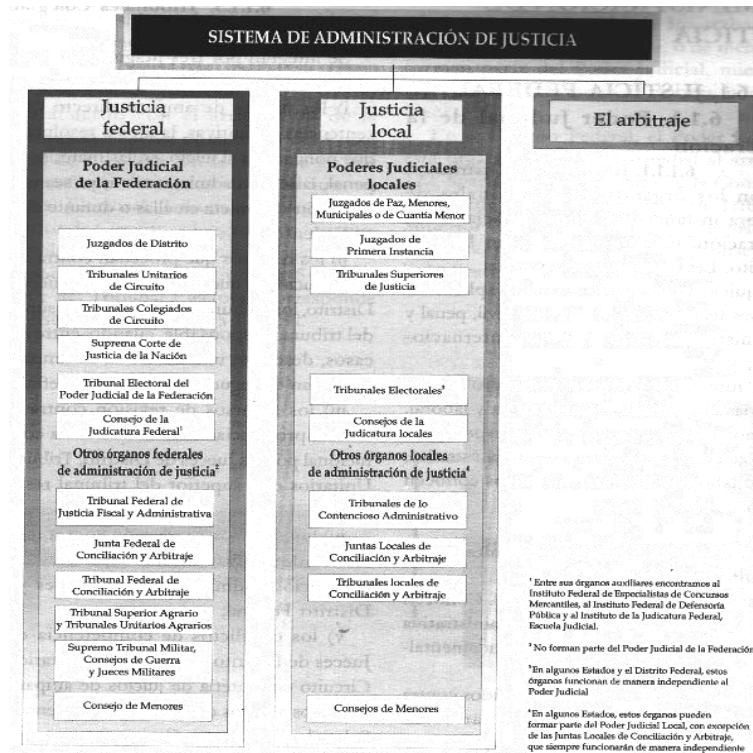 SISTEMA DE ADMINISTRACIÓN DE JUSTICIA
Justicia
federal
Poder Judicial
de la Federación
Juzgados de Distrito
Tribunales Unitarios
de Circuito
Tribunales Colegiados
de Circuito
Suprema Corte de
Justicia de la Nación
Tribunal Electoral del
Poder Judicial de la Federación
Consejo de la
Judicatura Federal¹
Otros órganos federales
de administración de justicia²
Tribunal Federal de
Justicia Fiscal y Administrativa
Junta Federal de
Conciliación y Arbitraje
Tribunal Federal de
Conciliación y Arbitraje
Tribunal Superior Agrario
y Tribunales Unitarios Agrarios
Supremo Tribunal Militar,
Consejos de Guerra
y Jueces Militares
Consejo de Menores
Justicia
local
Poderes Judiciales
locales
Juzgados de Paz, Menores,
Municipales o de Cuantía Menor
Juzgados de
Primera Instancia
Tribunales Superiores
de Justicia
Tribunales Electorales³
Consejos de la
Judicatura locales
Otros órganos locales
de administración de justicia⁴
Tribunales de lo
Contencioso Administrativo
Juntas Locales de
Conciliación y Arbitraje
Tribunales locales de
Conciliación y Arbitraje
Consejos de Menores
El arbitraje
¹ Entre sus órganos auxiliares encontramos al
Instituto Federal de Especialistas de Concursos
Mercantiles, al Instituto Federal de Defensoría
Pública y al Instituto de la Judicatura Federal,
Escuela Judicial.
² No forman parte del Poder Judicial de la Federación
³ En algunos Estados y el Distrito Federal, estos
órganos funcionan de manera independiente al
Poder Judicial
⁴ En algunos Estados, estos órganos pueden
formar parte del Poder Judicial Local, con excepción
de las Juntas Locales de Conciliación y Arbitraje,
que siempre funcionarán de manera independiente